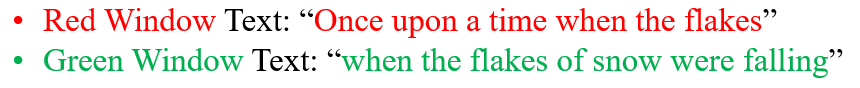 • Red Window Text: “Once upon a time when the flakes”
• Green Window Text: “when the flakes of snow were falling”